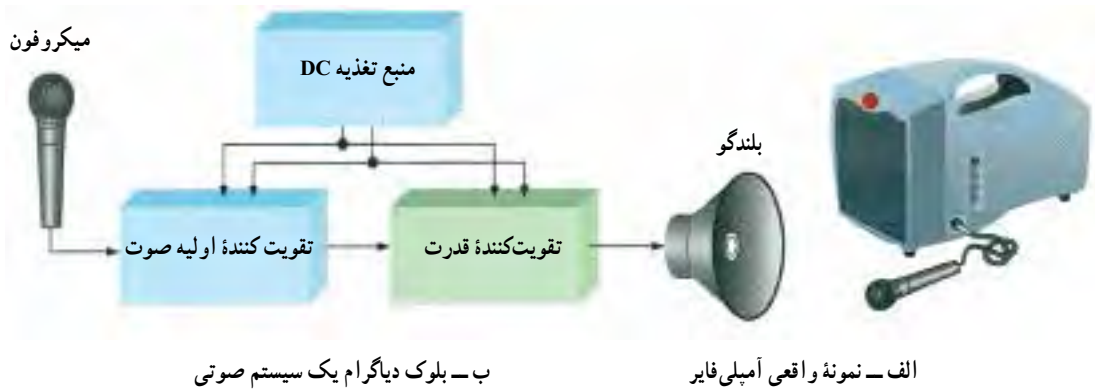 میکروفون
منبع تغذیه DC
بلندگو
تقویت کنندهٔ اولیه صوت
تقویت‌کنندهٔ قدرت
الف ــ نمونهٔ واقعی آمپلی‌فایر
ب ــ بلوک دیاگرام یک سیستم صوتی